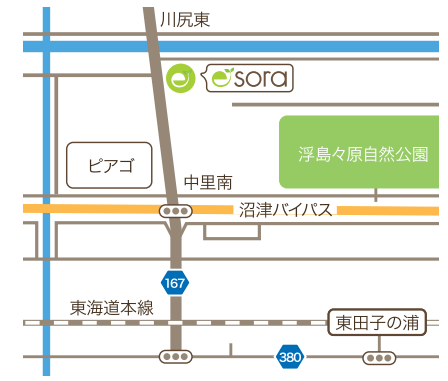 川尻東
sora
浮島々原自然公園
ピアゴ
中里南
沼津バイパス
167
東海道本線
東田子の浦
380